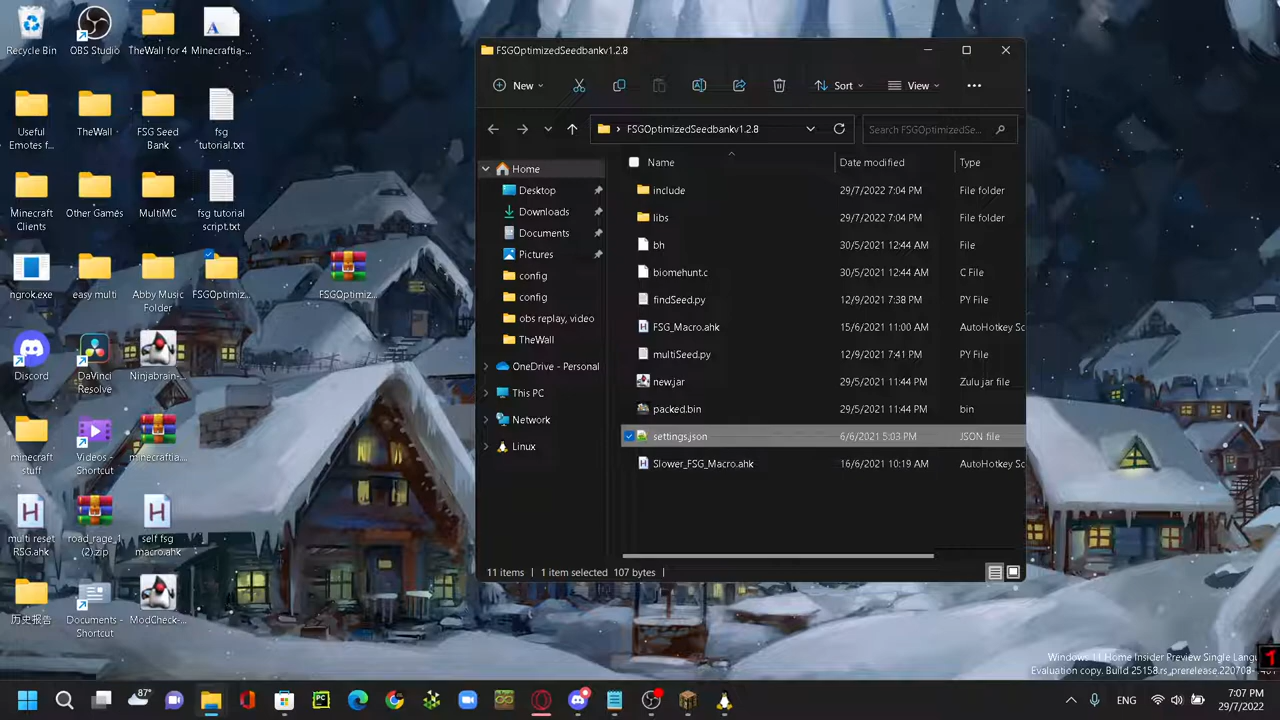 Recycle Bin
OBS Studio
TheWall for 4
Minecraftia-...
Useful
Emotes f...
TheWall
FSG Seed
Bank
fsg
tutorial.txt
Minecraft
Clients
Other Games
MultiMC
fsg tutorial
script.txt
ngrok.exe
easy multi
Abby Music
Folder
FSGOptimiz...
FSGOptimiz...
Discord
DaVinci
Resolve
Ninjabrain-...
minecraft
stuff
Videos -
Shortcut
minecraftia...
multi reset
RSG.ahk
road_rage_1
(2).zip
self fsg
macro.ahk
历史报告
Documents -
Shortcut
ModCheck-...
FSGOptimizedSeedbankv1.2.8
New
Sort
View
FSGOptimizedSeedbankv1.2.8
Search FSGOptimizedSe...
Name
Date modified
Type
Home
Desktop
Downloads
Documents
Pictures
config
config
obs replay, video
TheWall
OneDrive - Personal
This PC
Network
Linux
include 29/7/2022 7:04 PM File folder
libs 29/7/2022 7:04 PM File folder
bh 30/5/2021 12:44 AM File
biomehunt.c 30/5/2021 12:44 AM C File
findSeed.py 12/9/2021 7:38 PM PY File
FSG_Macro.ahk 15/6/2021 11:00 AM AutoHotkey Sc
multiSeed.py 12/9/2021 7:41 PM PY File
new.jar 29/5/2021 11:44 PM Zulu jar file
packed.bin 29/5/2021 11:44 PM bin
settings.json 6/6/2021 5:03 PM JSON file
Slower_FSG_Macro.ahk 16/6/2021 10:19 AM AutoHotkey Sc
11 items 1 item selected 107 bytes
Windows 11 Home Insider Preview Single Langu
Evaluation copy. Build 25158.rs_prerelease.220708-
1
87°
ENG
7:07 PM
29/7/2022